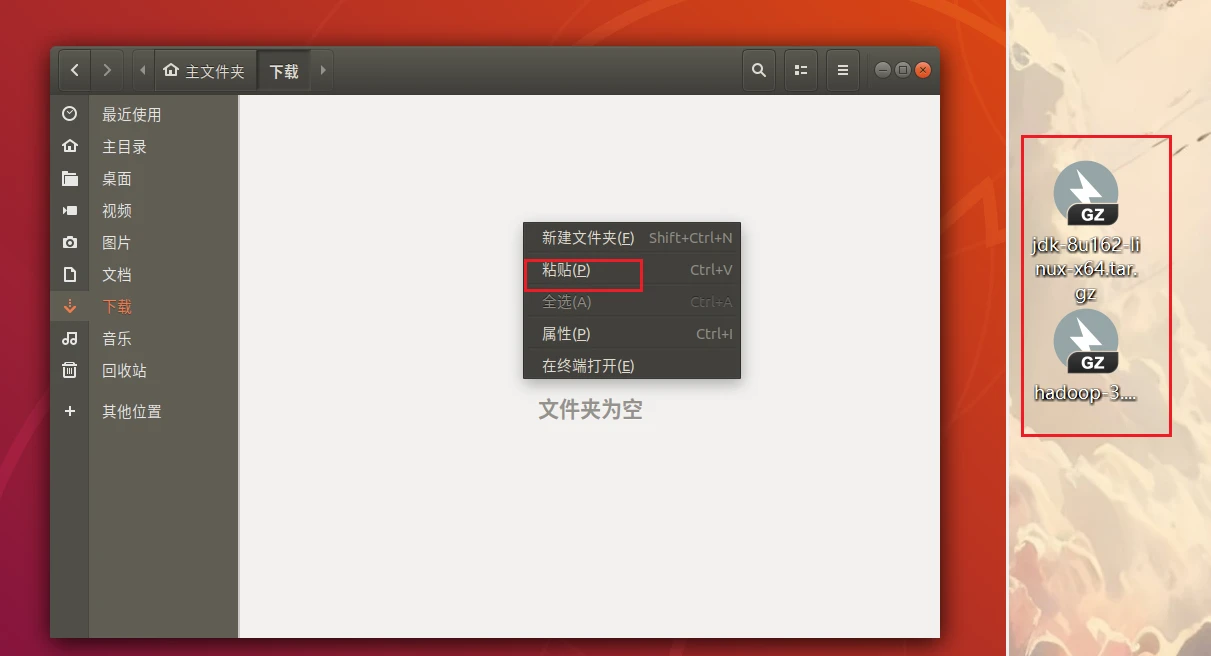 主文件夹
下载
最近使用
主目录
桌面
视频
图片
文档
下载
音乐
回收站
+ 其他位置
新建文件夹(F) Shift+Ctrl+N
粘贴(P) Ctrl+V
全选(A) Ctrl+A
属性(P) Ctrl+I
在终端打开(E)
文件夹为空
GZ
jdk-8u162-li
nux-x64.tar.
gz
GZ
hadoop-3....